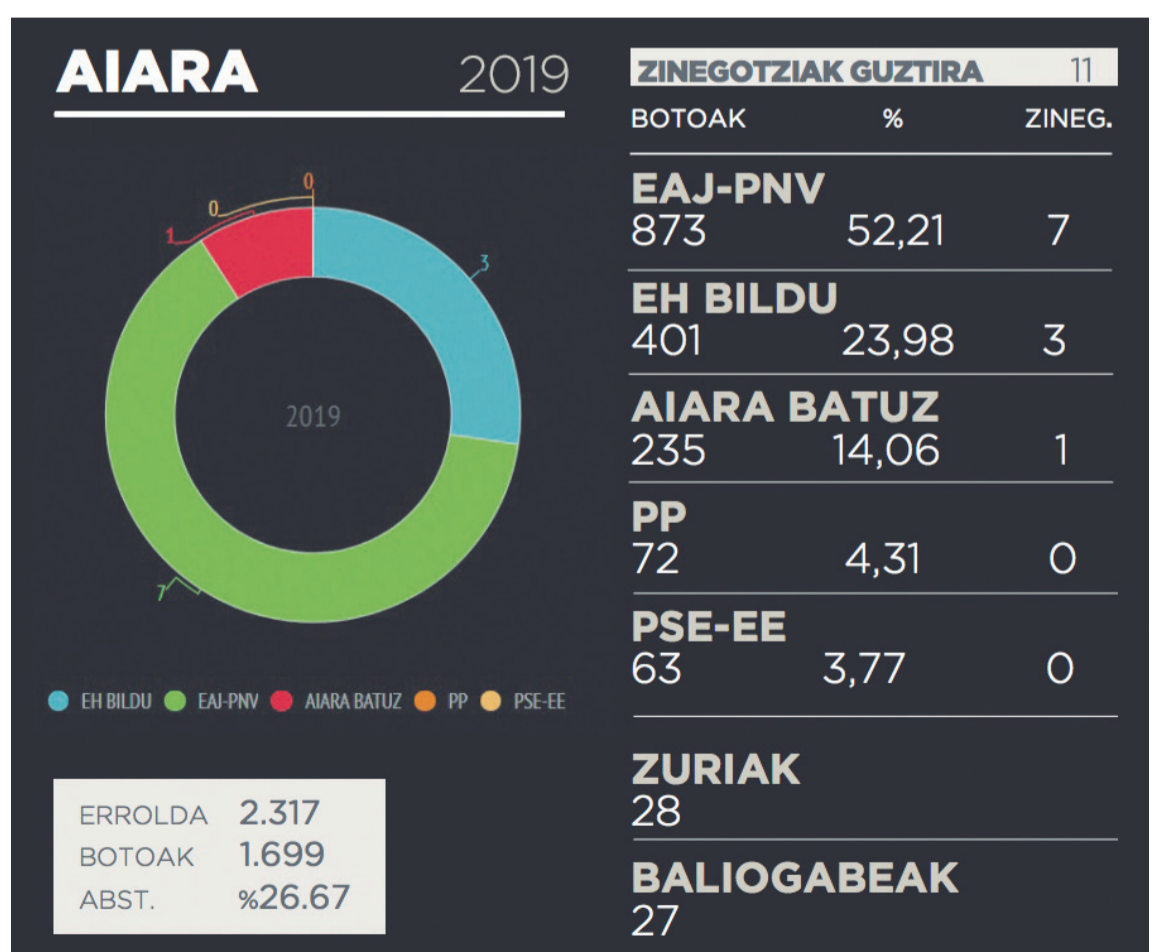 AIARA 2019
0
0
1
3
2019
7
EH BILDU EAJ-PNV AIARA BATUZ PP PSE-EE
ERROLDA 2.317
BOTOAK 1.699
ABST. %26.67
ZINEGOTZIAK GUZTIRA 11
BOTOAK % ZINEG.
EAJ-PNV
873 52,21 7
EH BILDU
401 23,98 3
AIARA BATUZ
235 14,06 1
PP
72 4,31 0
PSE-EE
63 3,77 0
ZURIAK
28
BALIOGABEAK
27